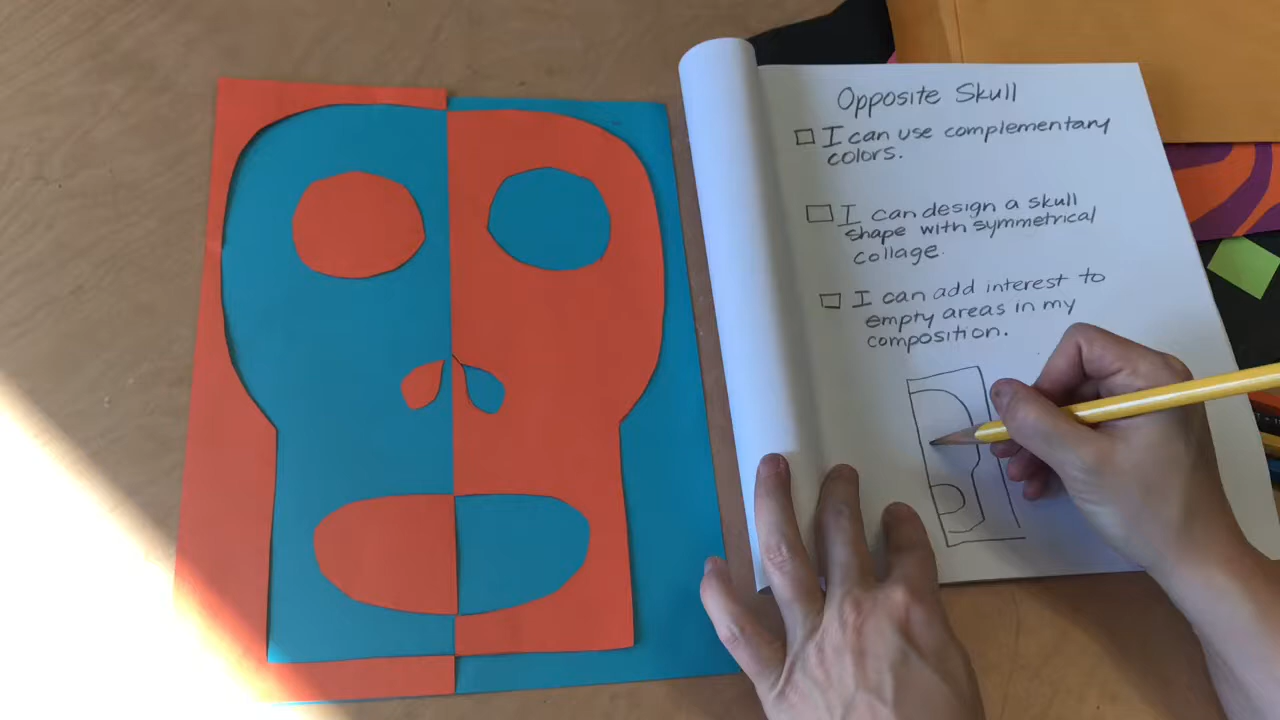 Opposite Skull
I can use complementary
colors.
I can design a skull
shape with symmetrical
collage.
I can add interest to
empty areas in my
composition.